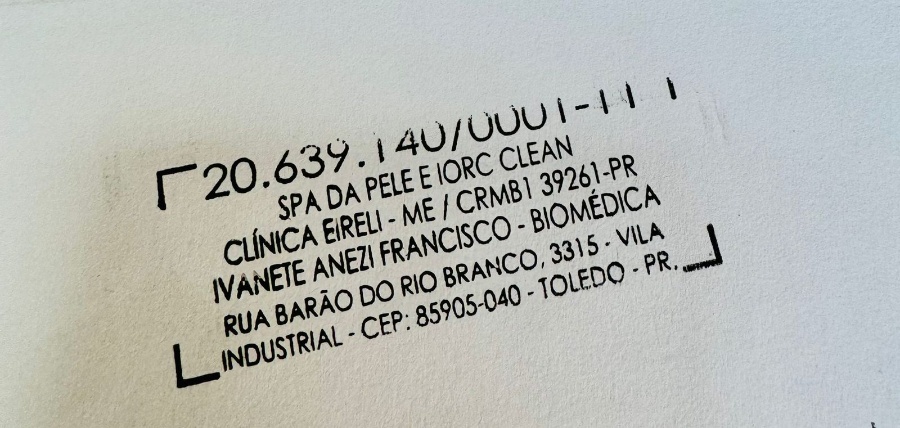 20.639.140/0001-11
SPA DA PELE E IORC CLEAN
CLÍNICA EIRELI - ME / CRMB1 39261-PR
IVANETE ANEZI FRANCISCO - BIOMÉDICA
RUA BARÃO DO RIO BRANCO, 3315 - VILA
INDUSTRIAL - CEP: 85905-040 - TOLEDO - PR.